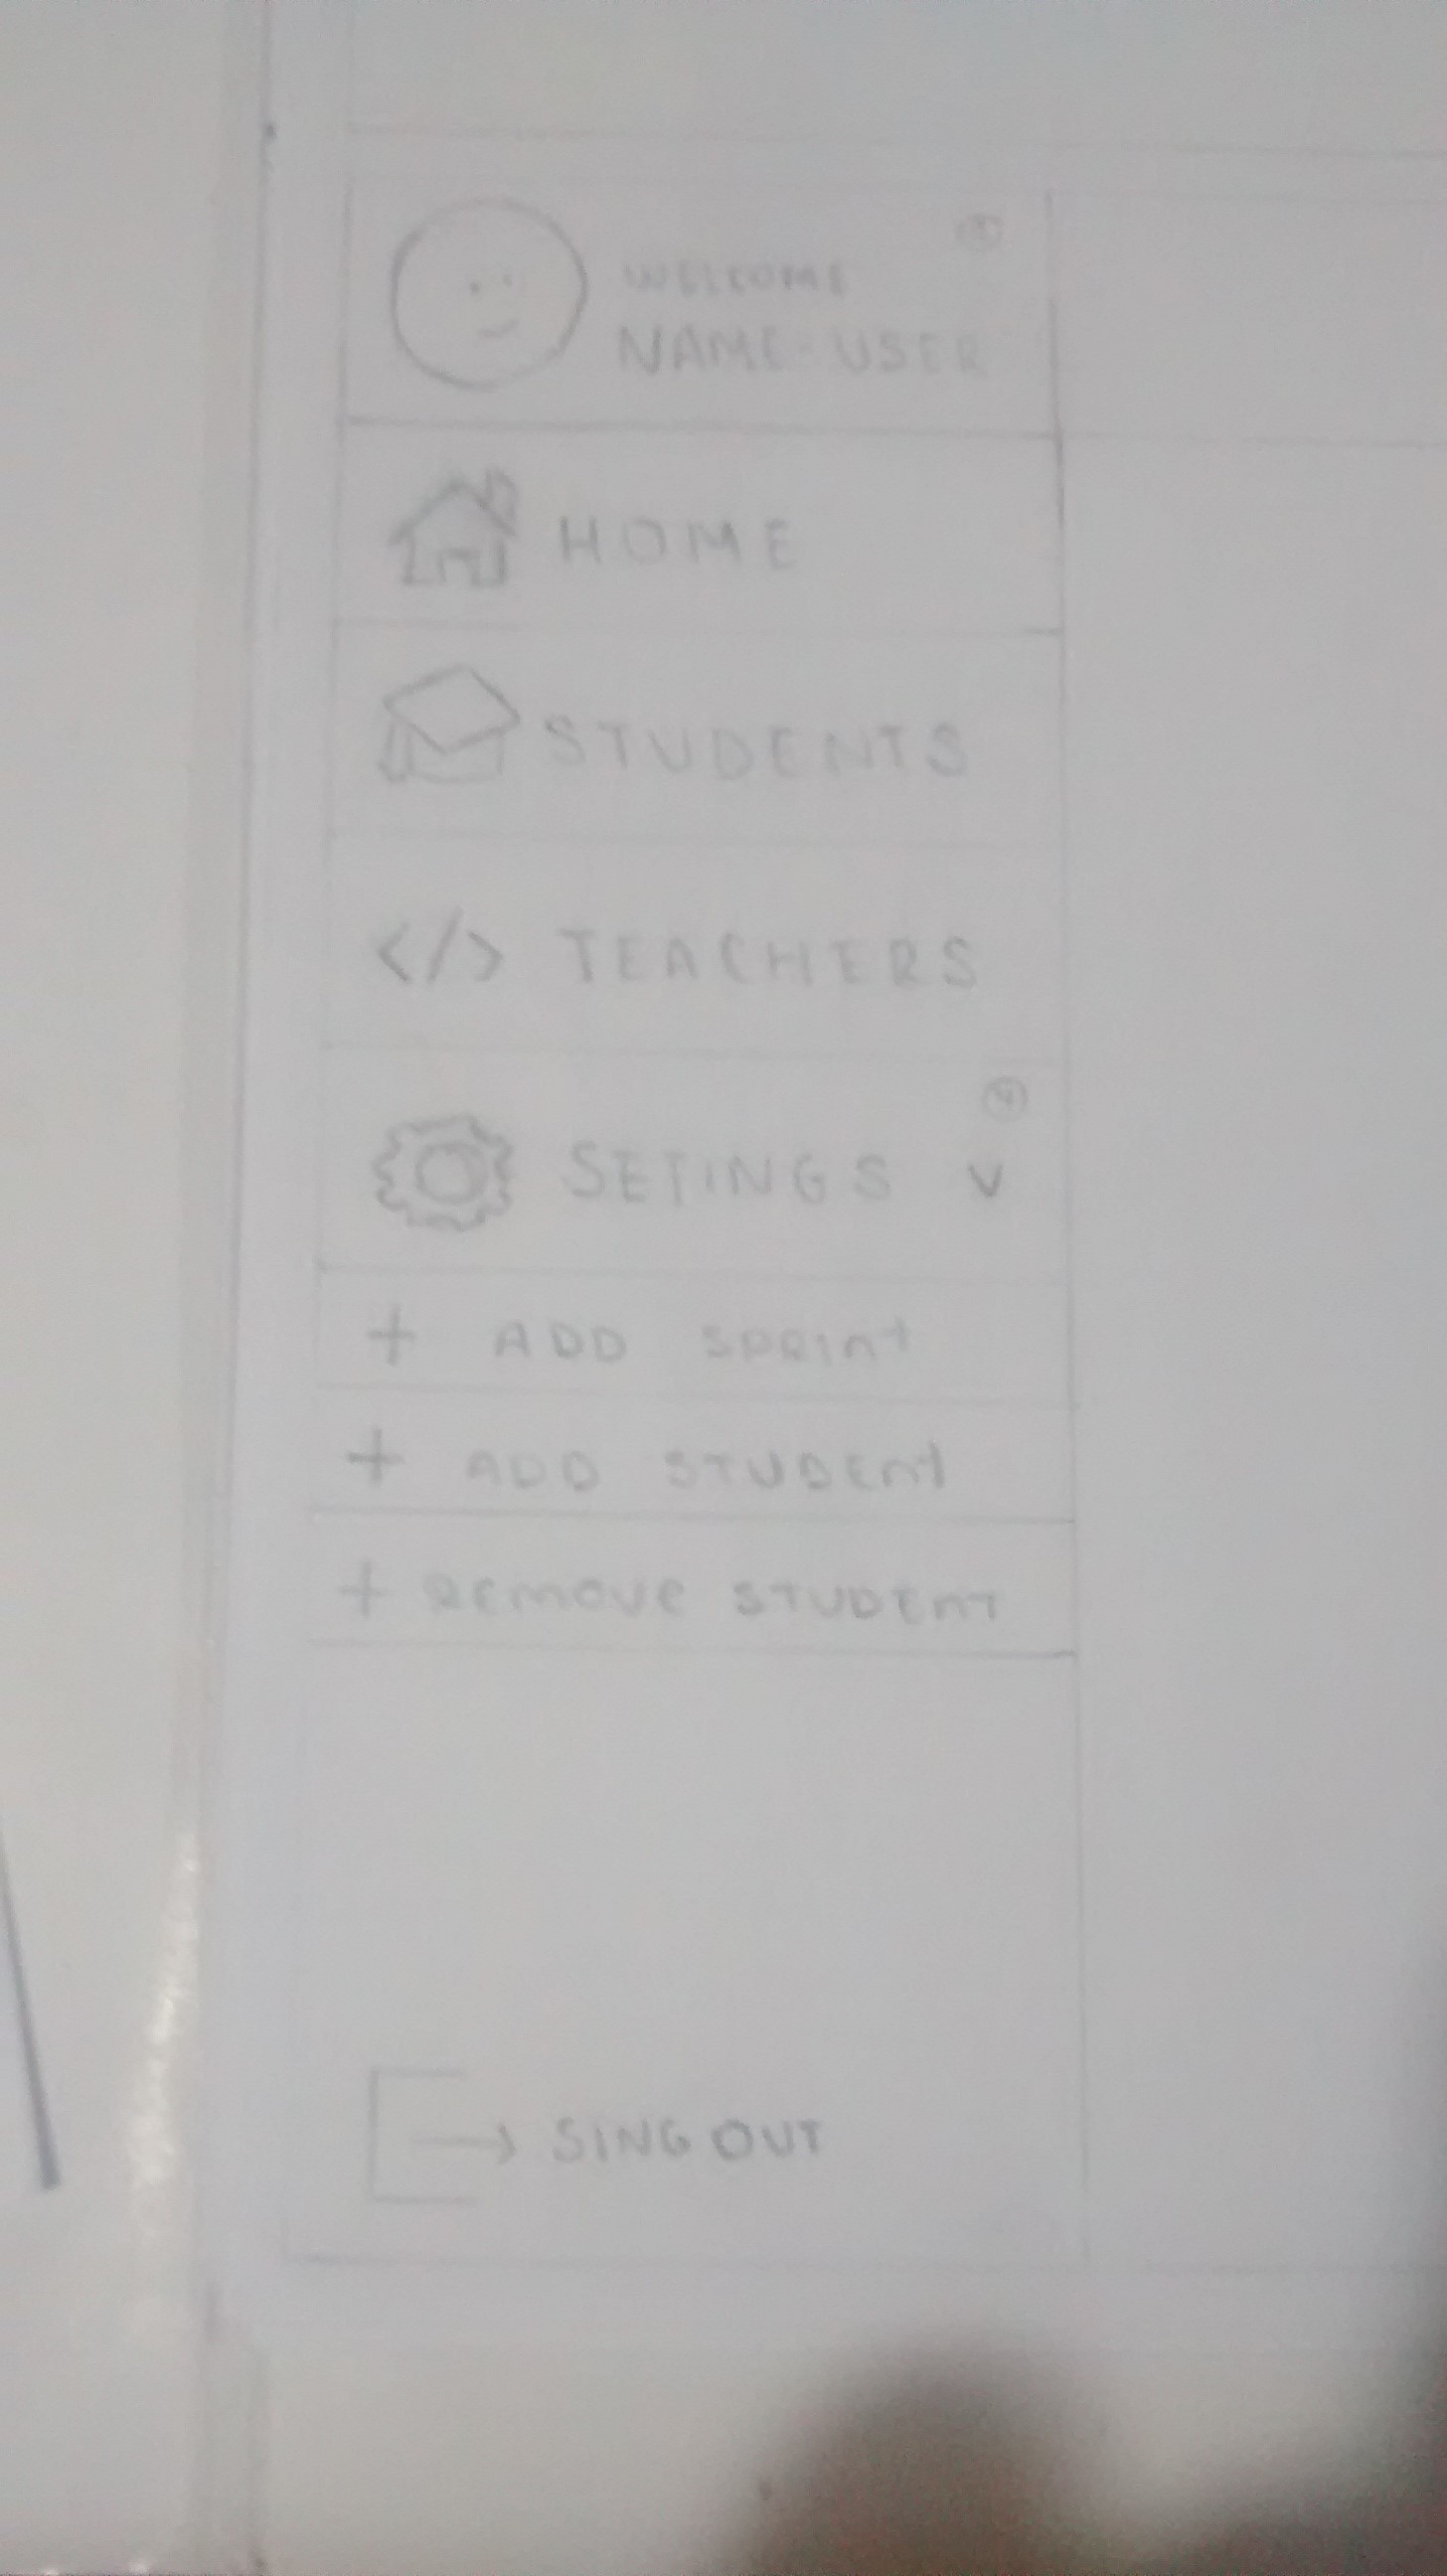 WELCOME
NAME-USER
HOME
STUDENTS
</> TEACHERS
SETINGS V
+ ADD SPRINT
+ ADD STUDENT
+ REMOVE STUDENT
SING OUT